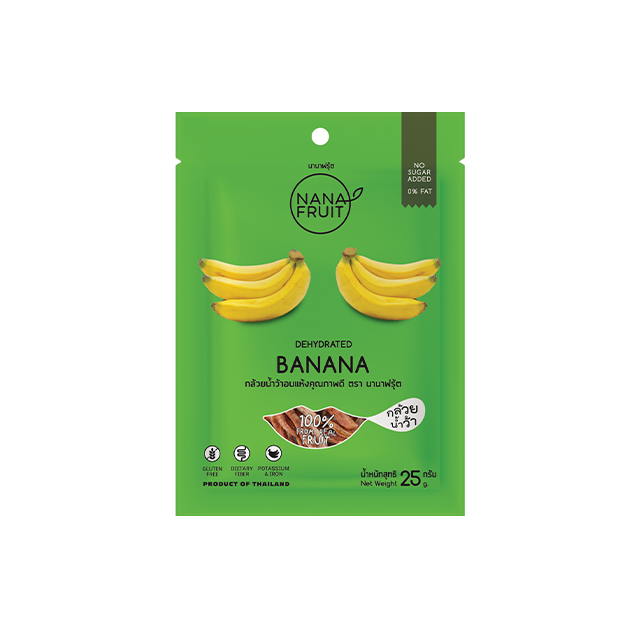 นานาฟรุ้ต
NANA
FRUIT
NO
SUGAR
ADDED
0% FAT
DEHYDRATED
BANANA
กล้วยน้ำว้าอบแห้งคุณภาพดี ตรา นานาฟรุ้ต
100%
FROM REAL
FRUIT
กล้วย
น้ำว้า
GLUTEN
FREE
DIETARY
FIBER
POTASSIUM
& IRON
PRODUCT OF THAILAND
น้ำหนักสุทธิ 25 กรัม
Net Weight g.